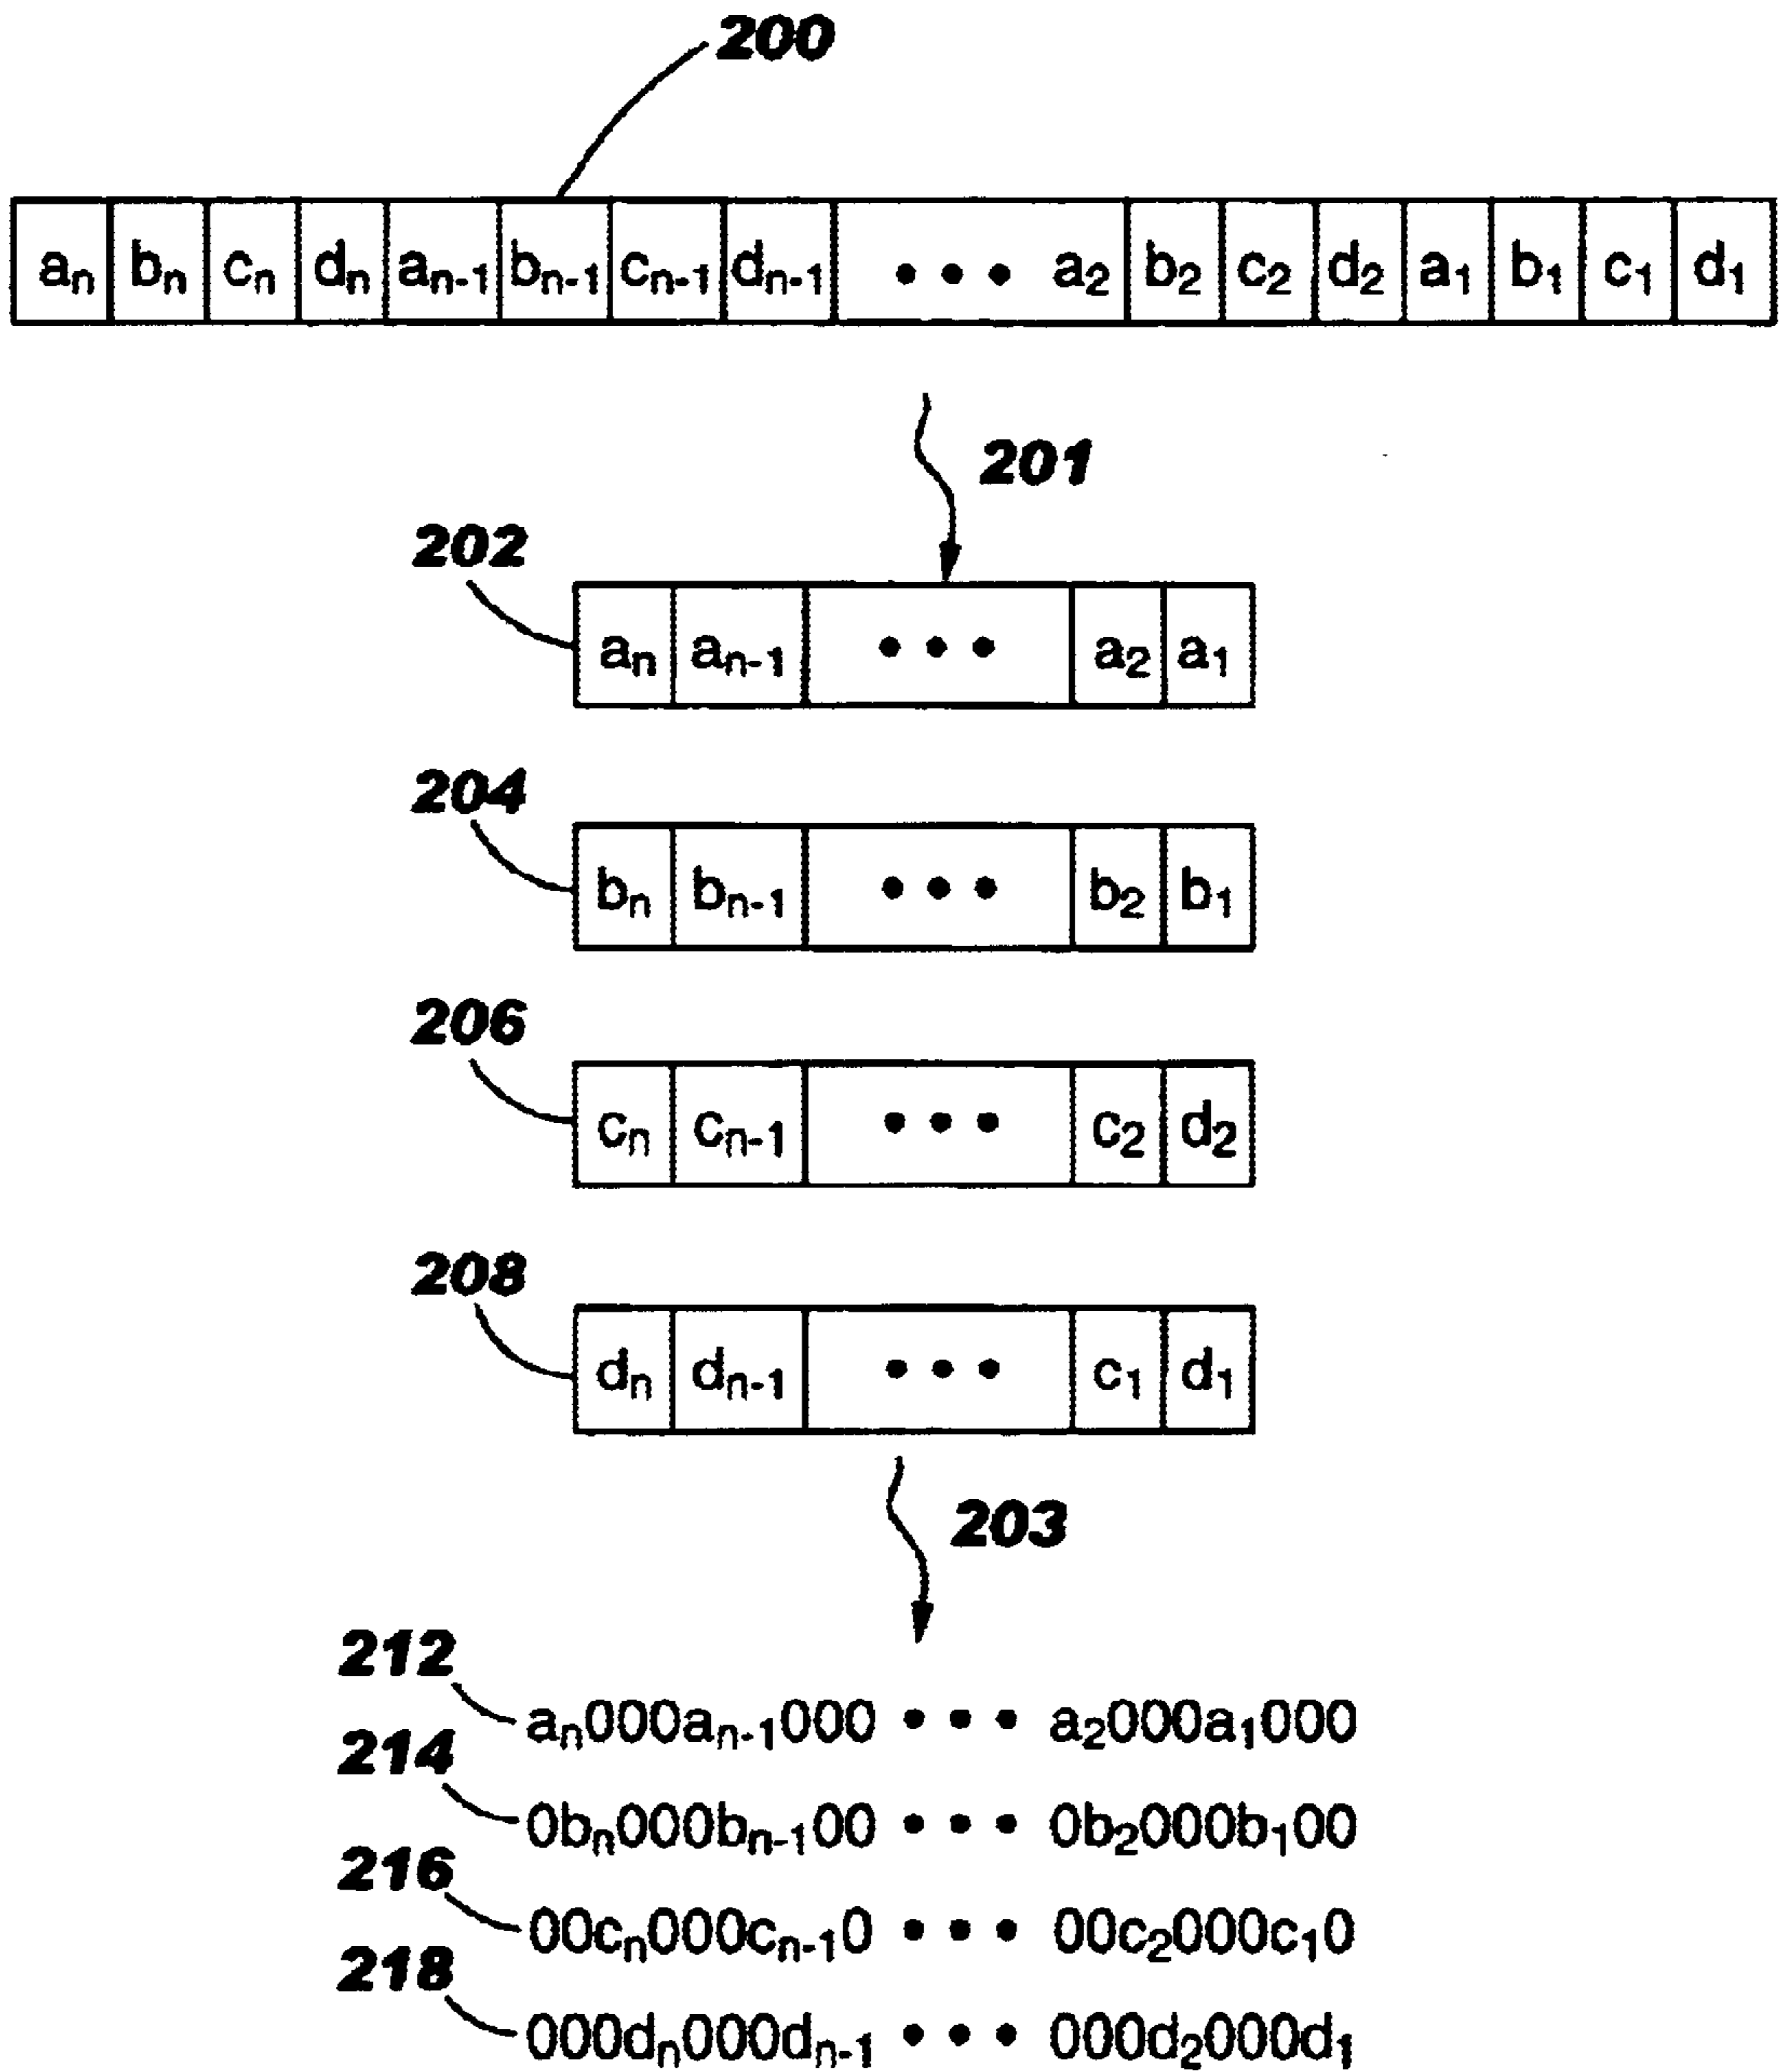 200
aₙ bₙ cₙ dₙ aₙ₋₁ bₙ₋₁ cₙ₋₁ dₙ₋₁ • • • a₂ b₂ c₂ d₂ a₁ b₁ c₁ d₁
201
202
aₙ aₙ₋₁ • • • a₂ a₁
204
bₙ bₙ₋₁ • • • b₂ b₁
206
cₙ cₙ₋₁ • • • c₂ d₂
208
dₙ dₙ₋₁ • • • c₁ d₁
203
212
aₙ000aₙ₋₁000 • • • a₂000a₁000
214
0bₙ000bₙ₋₁00 • • • 0b₂000b₁00
216
00cₙ000cₙ₋₁0 • • • 00c₂000c₁0
218
000dₙ000dₙ₋₁ • • • 000d₂000d₁